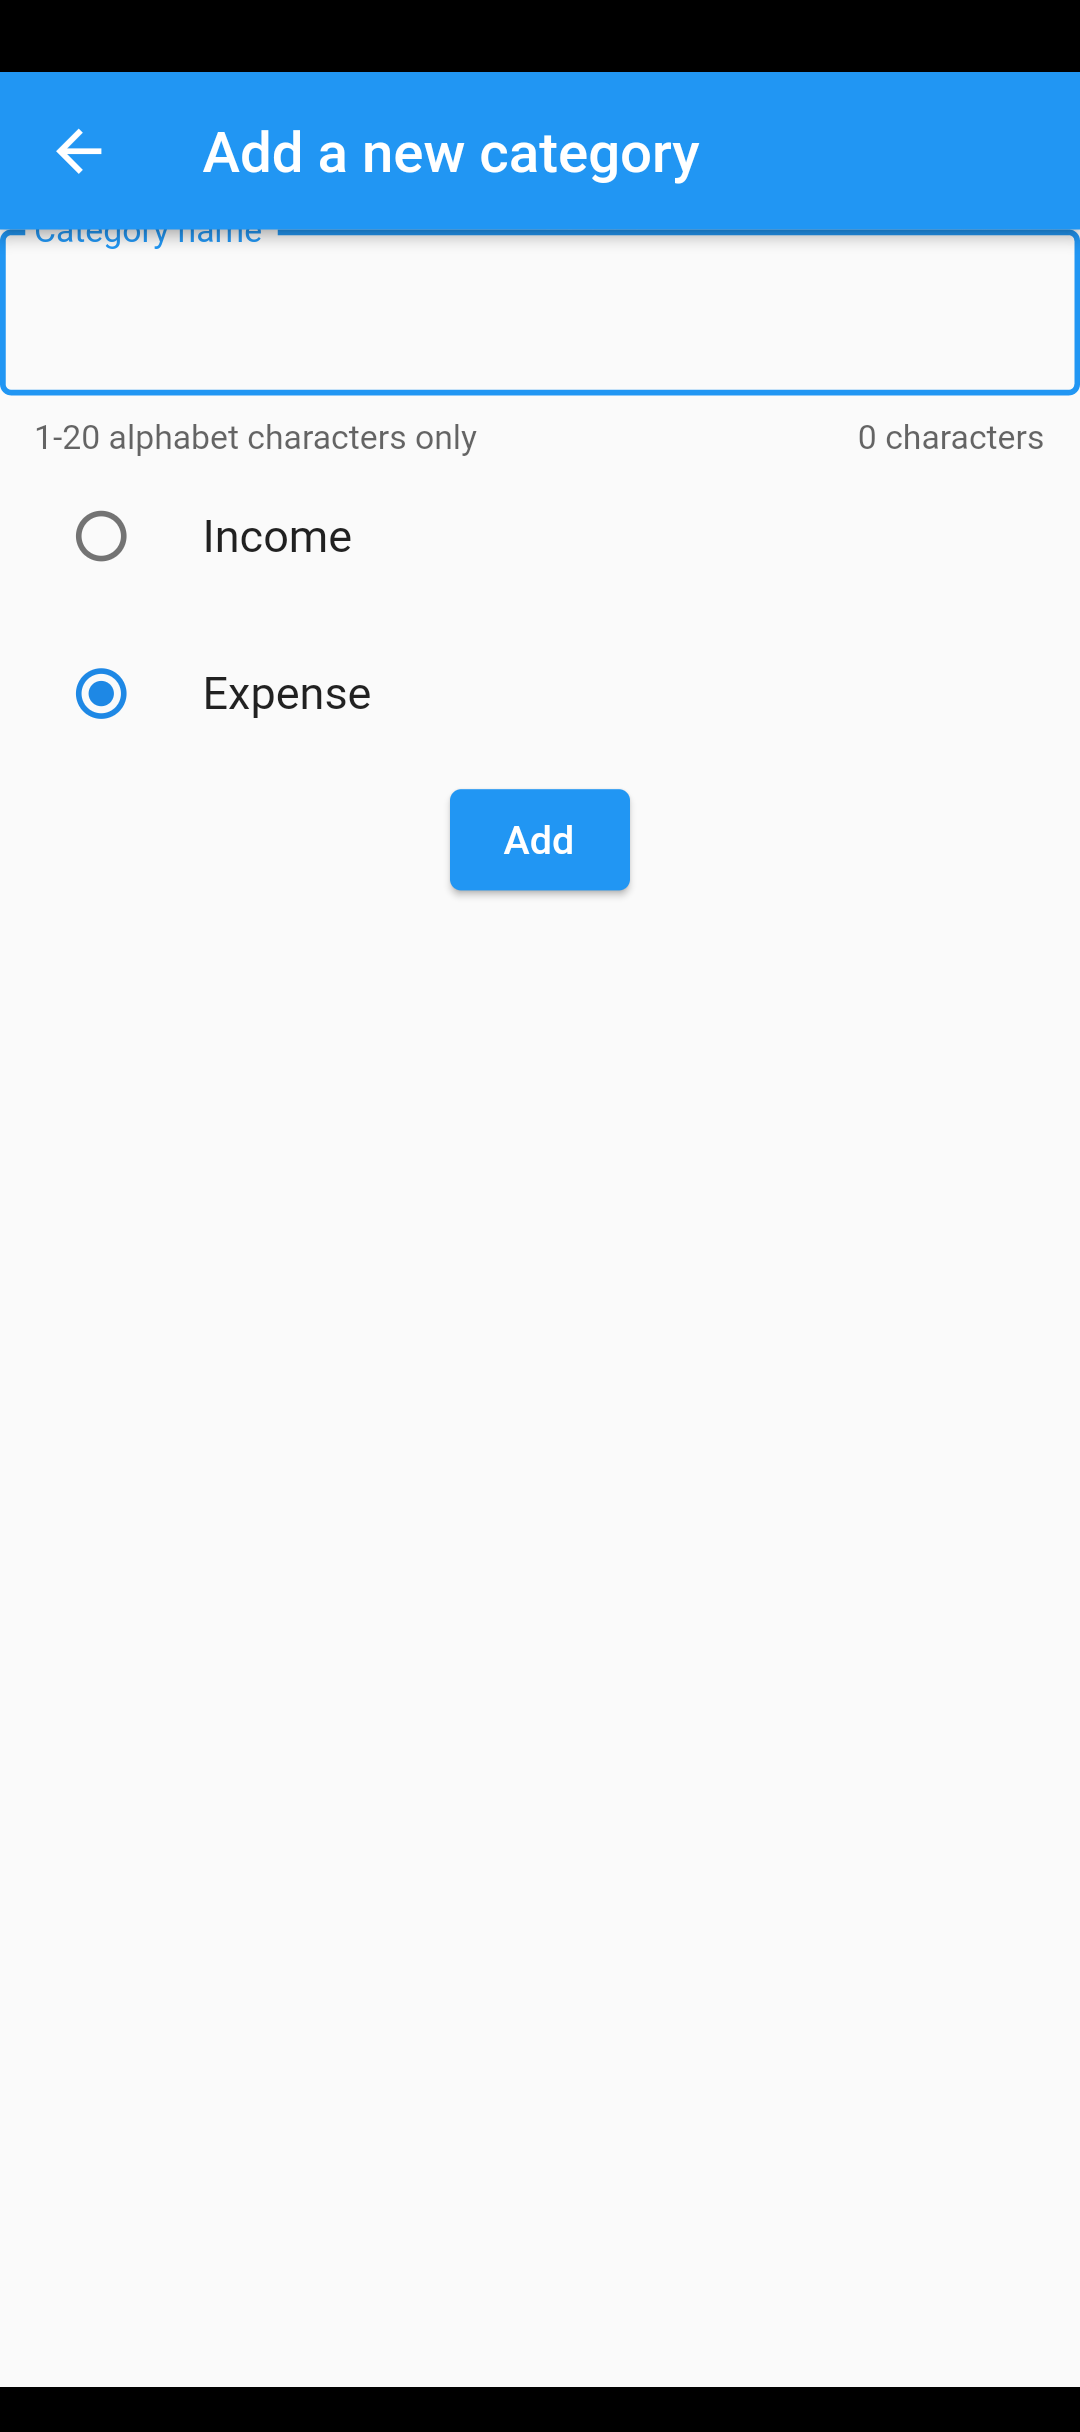 Add a new category
Category name
1-20 alphabet characters only
0 characters
Income
Expense
Add